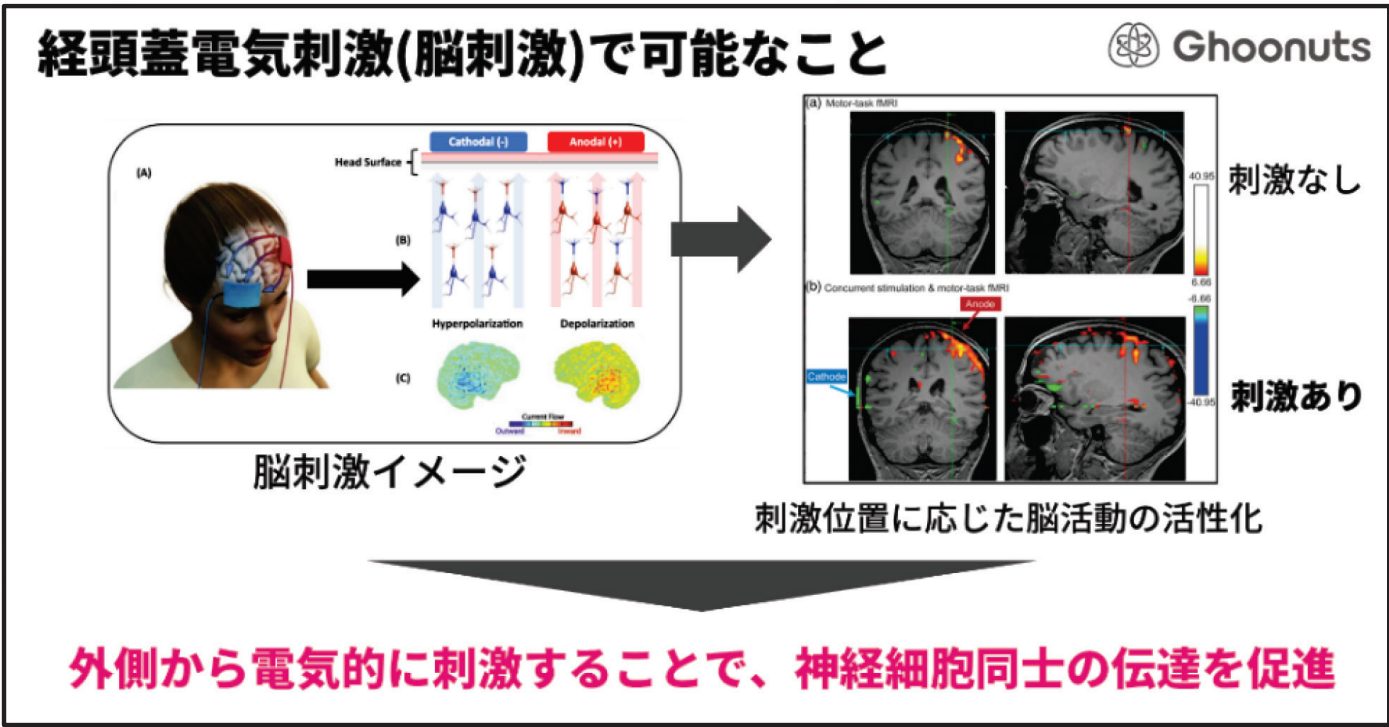 経頭蓋電気刺激(脳刺激)で可能なこと
Ghoonuts
(A)
Cathodal (-)
Anodal (+)
Head Surface
(B)
Hyperpolarization
Depolarization
(C)
Current Flow
Outward
Inward
脳刺激イメージ
(a) Motor-task fMRI
40.95
6.66
刺激なし
(b) Concurrent stimulation & motor-task fMRI
Anode
Cathode
-6.66
-40.95
刺激あり
刺激位置に応じた脳活動の活性化
外側から電気的に刺激することで、神経細胞同士の伝達を促進